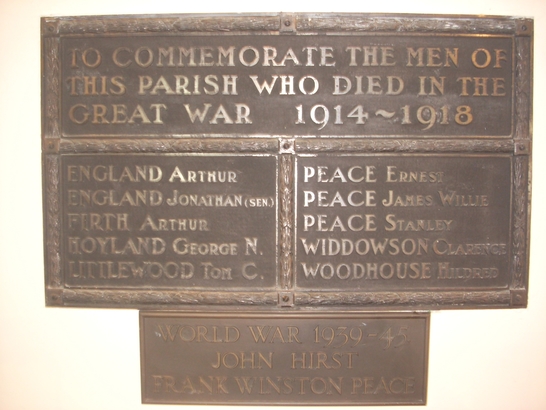 TO COMMEMORATE THE MEN OF
THIS PARISH WHO DIED IN THE
GREAT WAR 1914~1918
ENGLAND ARTHUR
ENGLAND JONATHAN (SEN.)
FIRTH ARTHUR
HOYLAND GEORGE N.
LITTLEWOOD TOM C.
PEACE ERNEST
PEACE JAMES WILLIE
PEACE STANLEY
WIDDOWSON CLARENCE
WOODHOUSE HILDRED
WORLD WAR 1939-45
JOHN HIRST
FRANK WINSTON PEACE